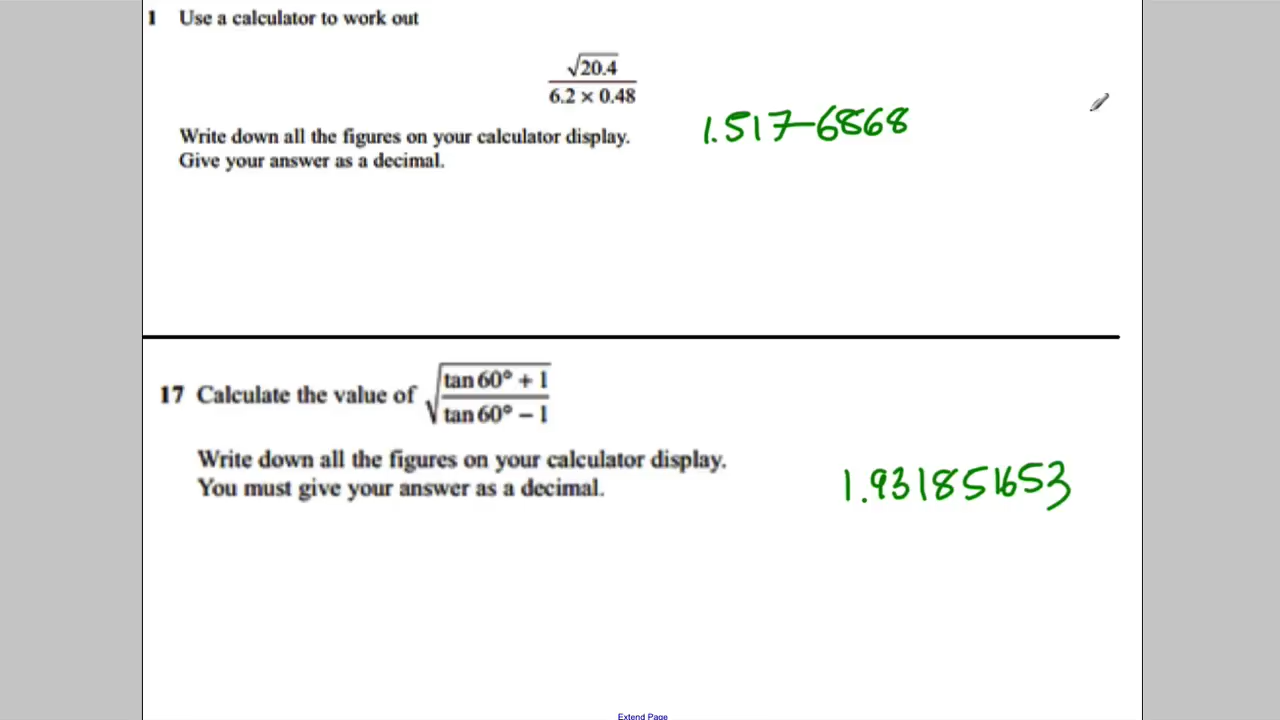 1 Use a calculator to work out
√20.4
6.2 × 0.48
Write down all the figures on your calculator display.
1.5176868
Give your answer as a decimal.
17 Calculate the value of √
tan 60° + 1
tan 60° − 1
Write down all the figures on your calculator display.
You must give your answer as a decimal.
1.931851653
Extend Page